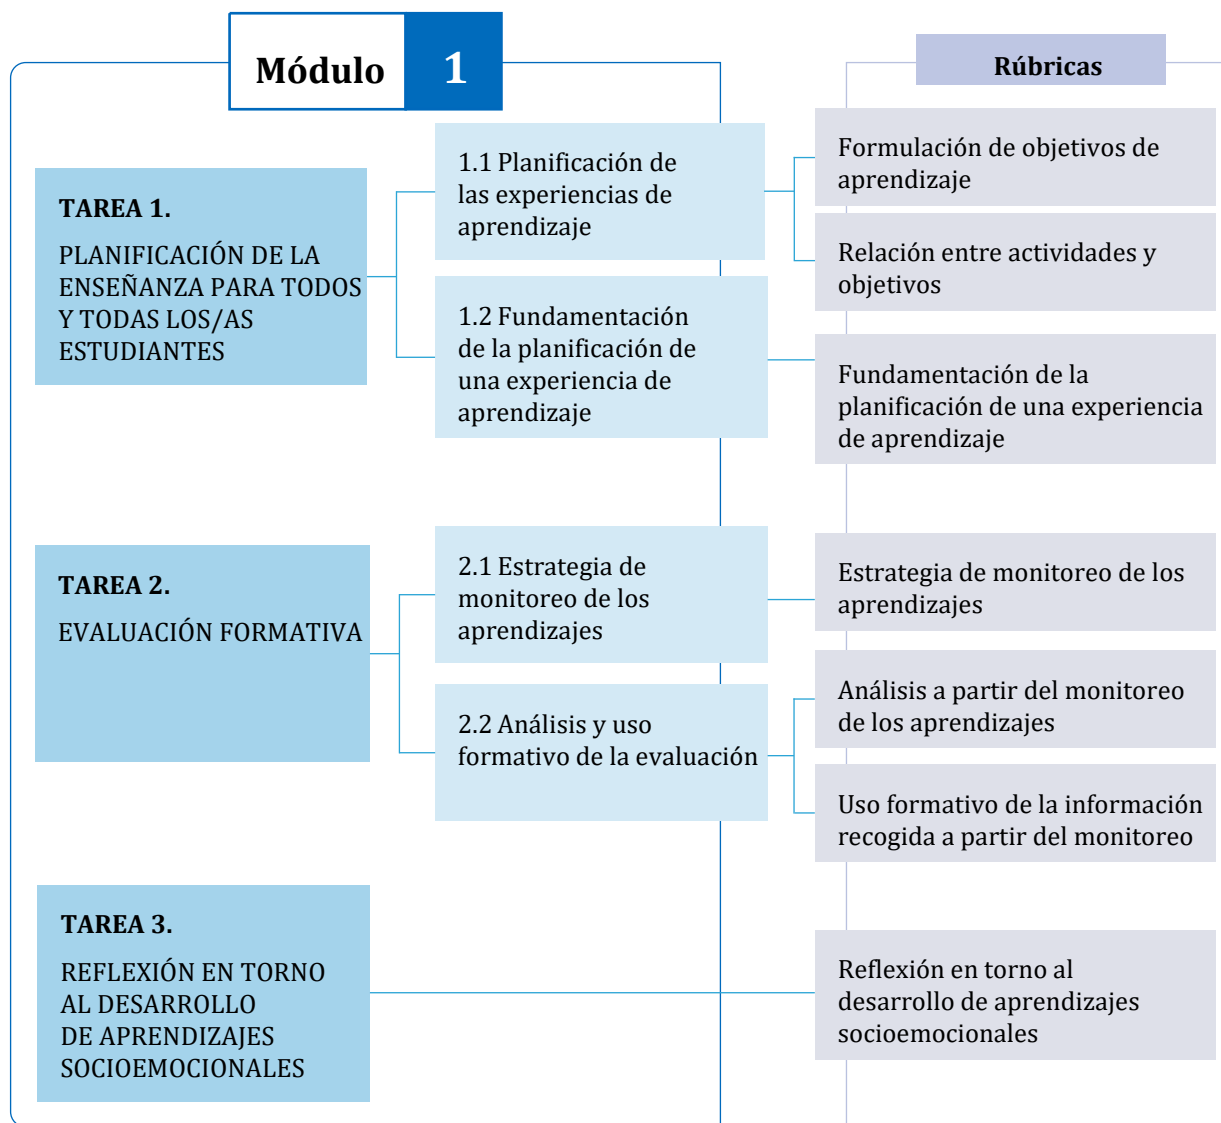 Módulo 1
Rúbricas
TAREA 1.
PLANIFICACIÓN DE LA
ENSEÑANZA PARA TODOS
Y TODAS LOS/AS
ESTUDIANTES
1.1 Planificación de
las experiencias de
aprendizaje
Formulación de objetivos de
aprendizaje
Relación entre actividades y
objetivos
1.2 Fundamentación
de la planificación de
una experiencia de
aprendizaje
Fundamentación de la
planificación de una experiencia
de aprendizaje
TAREA 2.
EVALUACIÓN FORMATIVA
2.1 Estrategia de
monitoreo de los
aprendizajes
Estrategia de monitoreo de los
aprendizajes
2.2 Análisis y uso
formativo de la evaluación
Análisis a partir del monitoreo
de los aprendizajes
Uso formativo de la información
recogida a partir del monitoreo
TAREA 3.
REFLEXIÓN EN TORNO
AL DESARROLLO
DE APRENDIZAJES
SOCIOEMOCIONALES
Reflexión en torno al
desarrollo de aprendizajes
socioemocionales